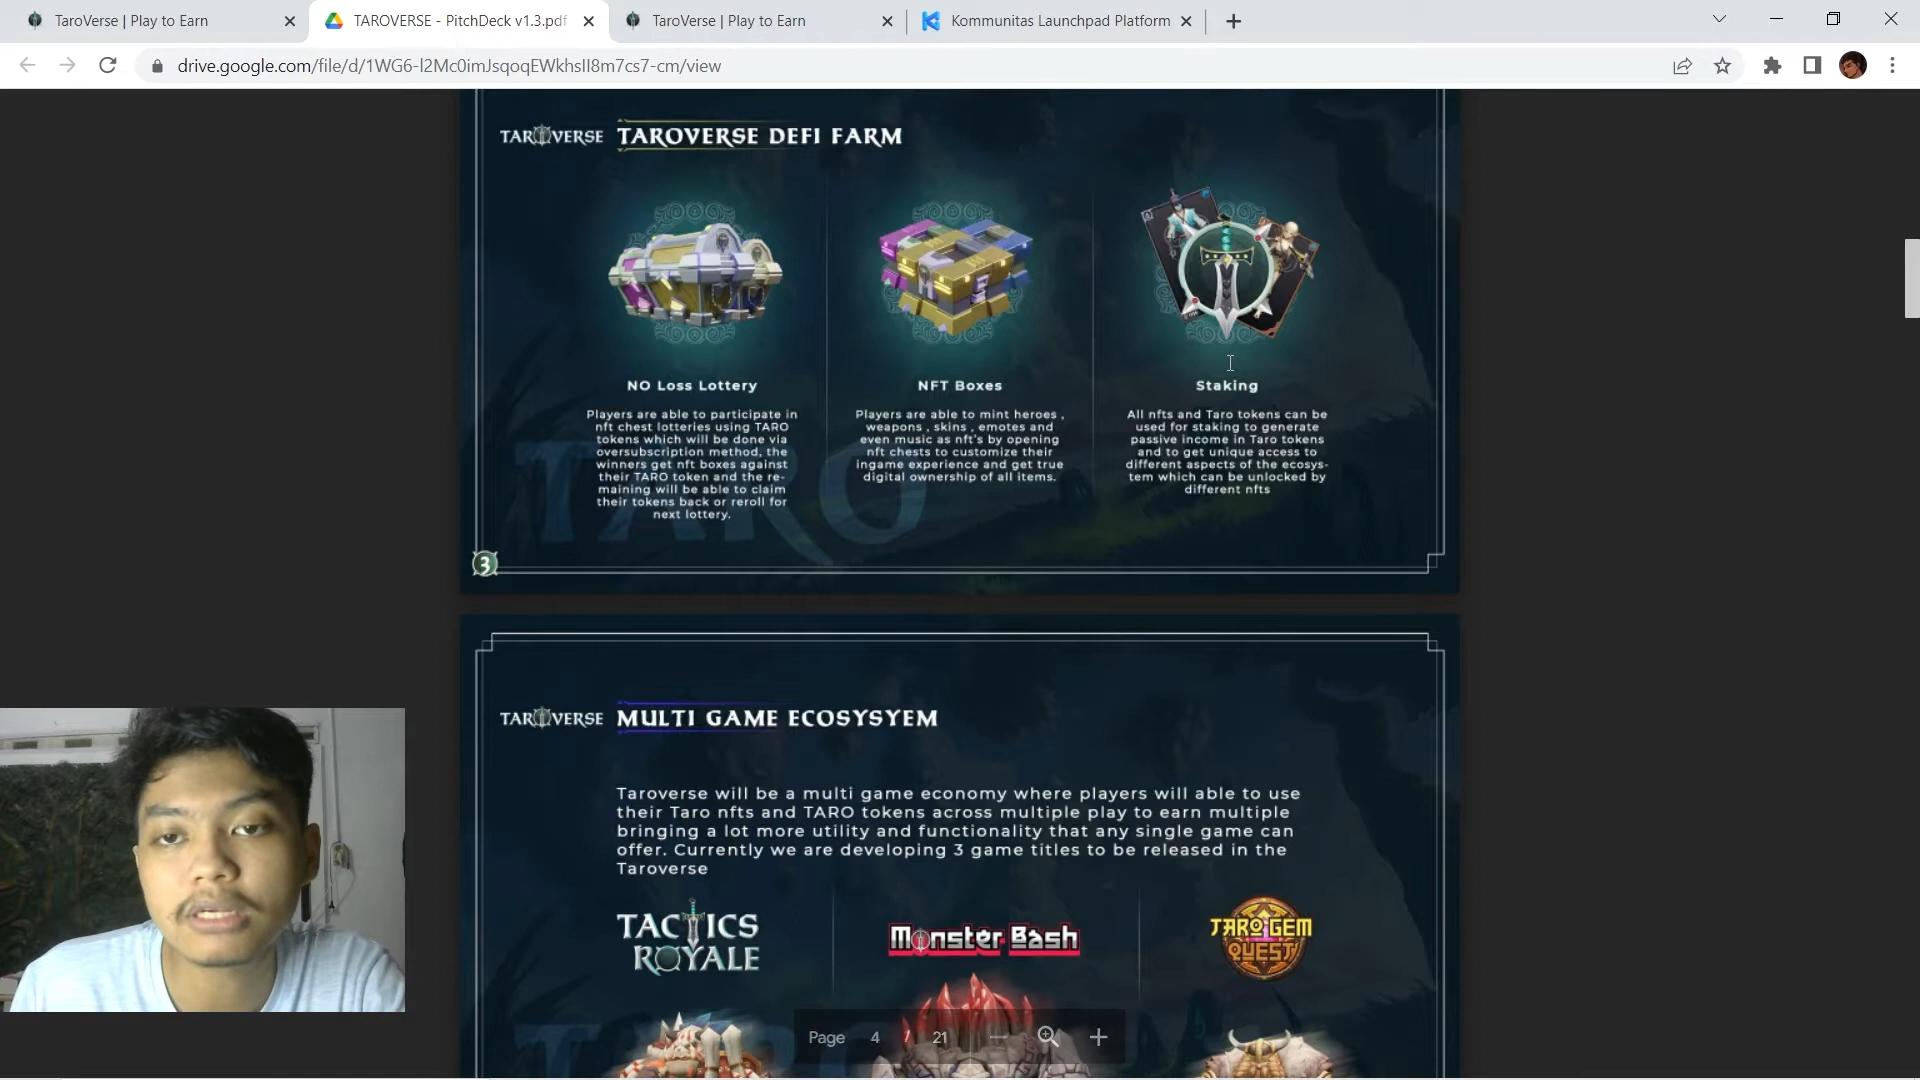 TaroVerse | Play to Earn
TAROVERSE - PitchDeck v1.3.pdf
TaroVerse | Play to Earn
Kommunitas Launchpad Platform
drive.google.com/file/d/1WG6-l2Mc0imJsqoqEWkhsIl8m7cs7-cm/view
TAROVERSE TAROVERSE DEFI FARM
NO Loss Lottery
Players are able to participate in
nft chest lotteries using TARO
tokens which will be done via
oversubscription method, the
winners get nft boxes against
their TARO token and the re-
maining will be able to claim
their tokens back or reroll for
next lottery.
NFT Boxes
Players are able to mint heroes ,
weapons , skins , emotes and
even music as nft's by opening
nft chests to customize their
ingame experience and get true
digital ownership of all items.
Staking
All nfts and Taro tokens can be
used for staking to generate
passive income in Taro tokens
and to get unique access to
different aspects of the ecosys-
tem which can be unlocked by
different nfts
TARO
3
TAROVERSE MULTI GAME ECOSYSYEM
Taroverse will be a multi game economy where players will able to use
their Taro nfts and TARO tokens across multiple play to earn multiple
bringing a lot more utility and functionality that any single game can
offer. Currently we are developing 3 game titles to be released in the
Taroverse
TACTICS
ROYALE
Monster Bash
TARO GEM
QUEST
Page 4 / 21